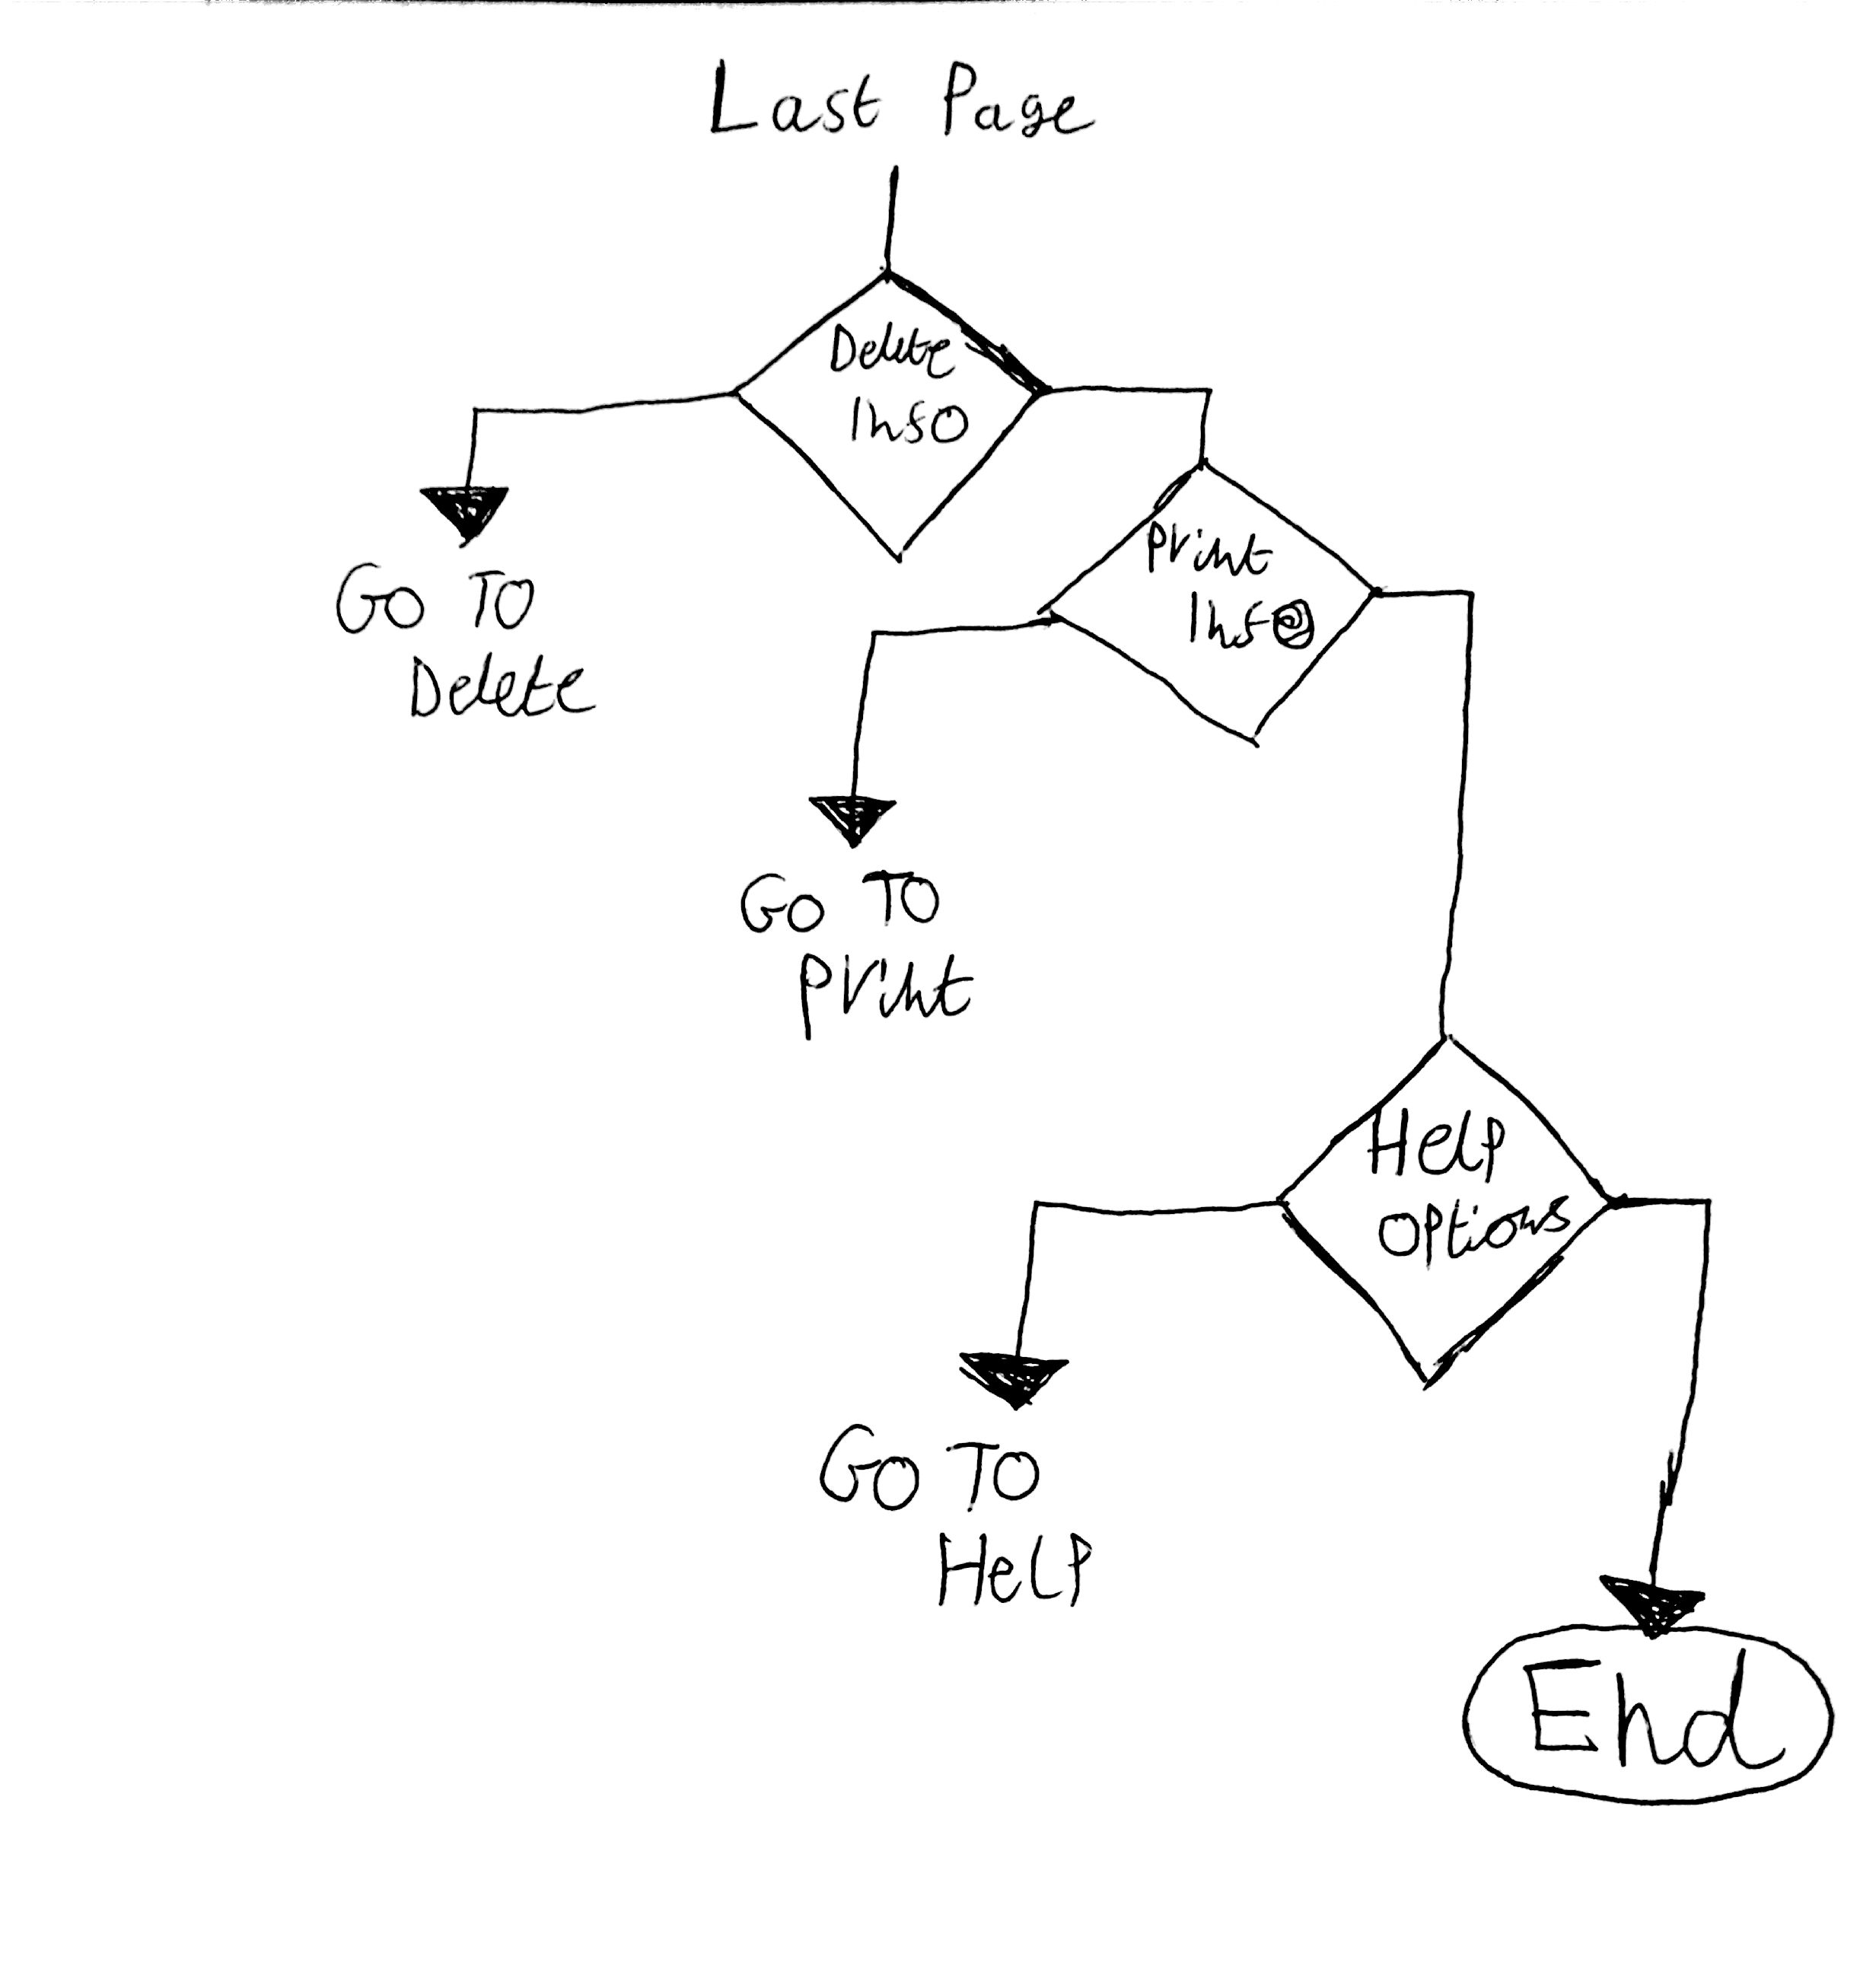 Last Page
Delete
Info
Print
Info
Go To
Delete
Go To
Print
Help
Options
Go To
Help
End